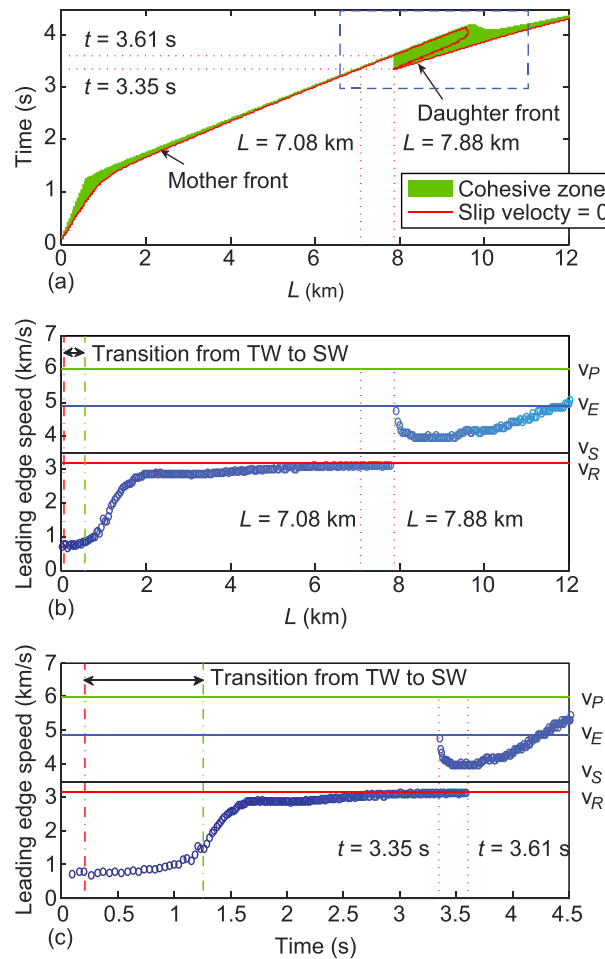 4
3
2
1
0
Time (s)
t = 3.61 s
t = 3.35 s
Daughter front
L = 7.08 km
L = 7.88 km
Mother front
Cohesive zone
Slip velocty = 0
0 2 4 6 8 10 12
(a)
L (km)
7
6
5
4
3
2
1
0
Leading edge speed (km/s)
Transition from TW to SW
vP
vE
vS
vR
L = 7.08 km
L = 7.88 km
0 2 4 6 8 10 12
(b)
L (km)
7
6
5
4
3
2
1
0
Leading edge speed (km/s)
Transition from TW to SW
vP
vE
vS
vR
t = 3.35 s
t = 3.61 s
0 0.5 1 1.5 2 2.5 3 3.5 4 4.5
(c)
Time (s)